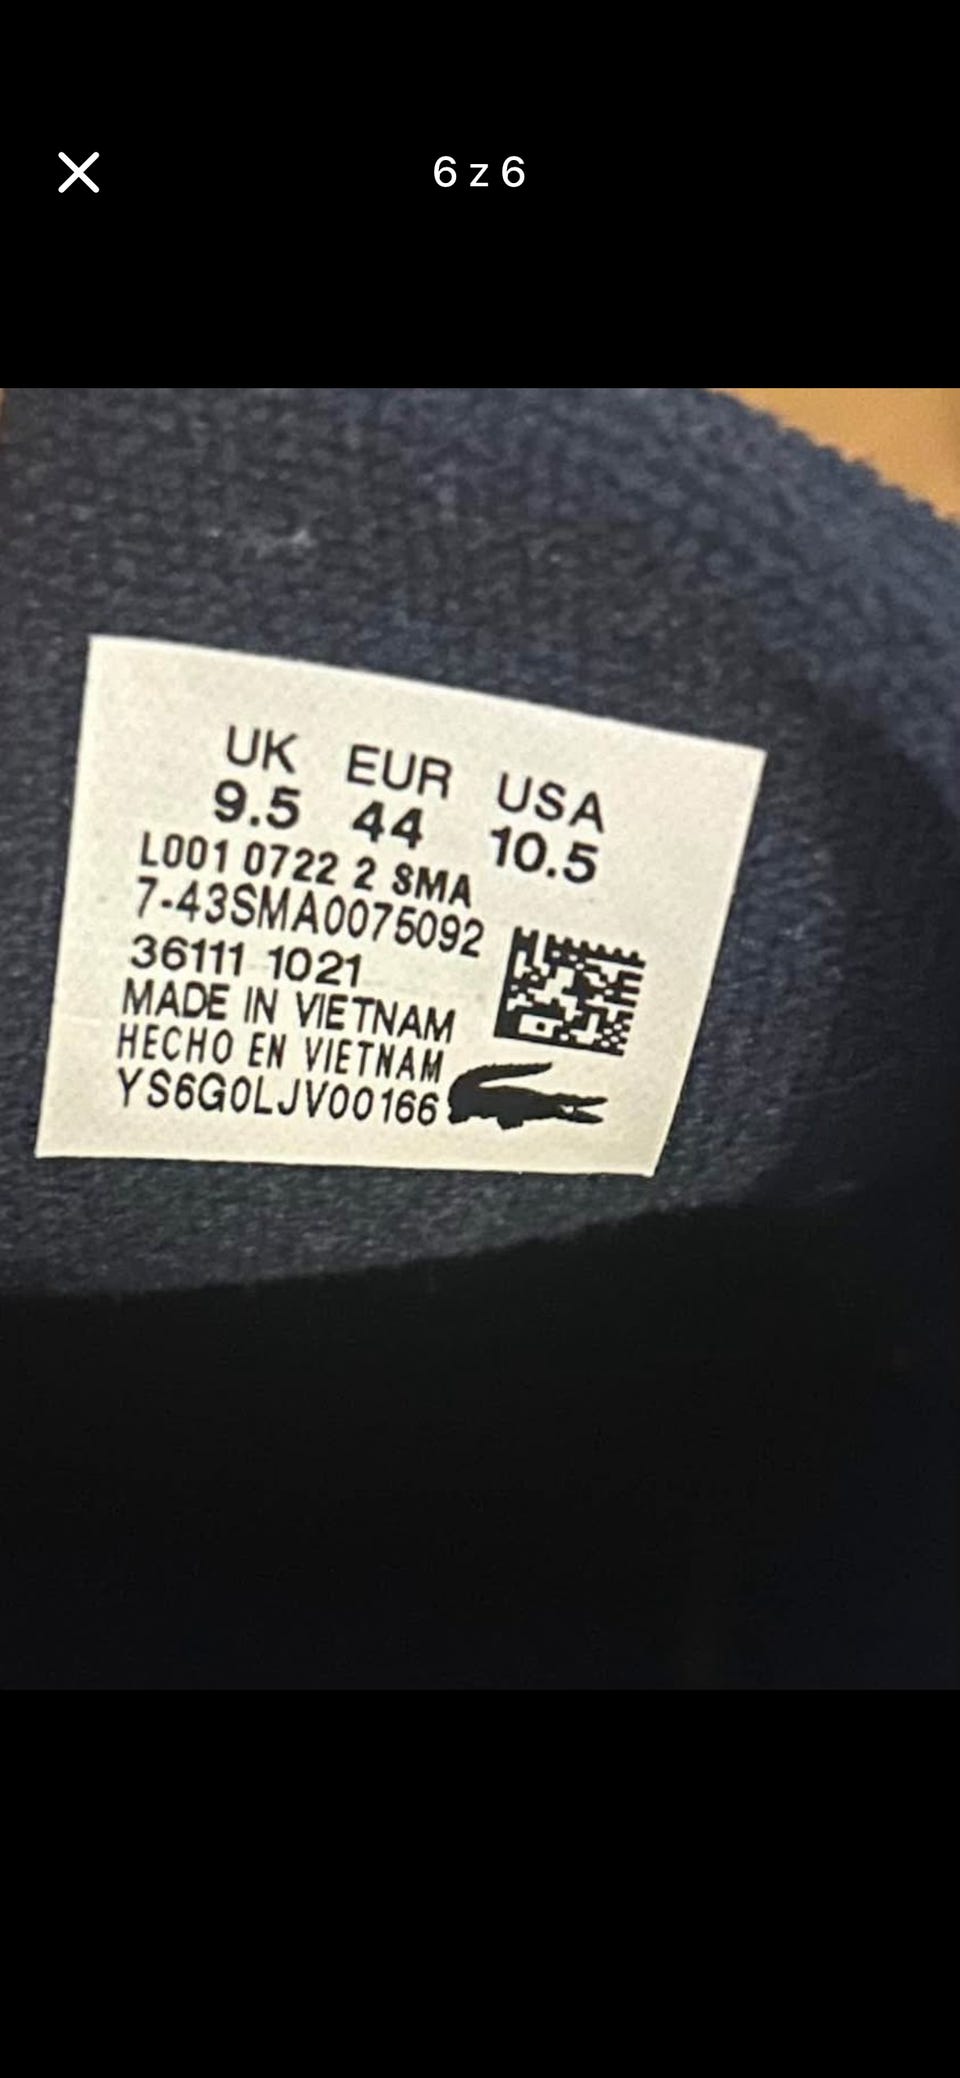 6 z 6
UK EUR USA
9.5 44 10.5
L001 0722 2 SMA
7-43SMA0075092
36111 1021
MADE IN VIETNAM
HECHO EN VIETNAM
YS6G0LJV00166